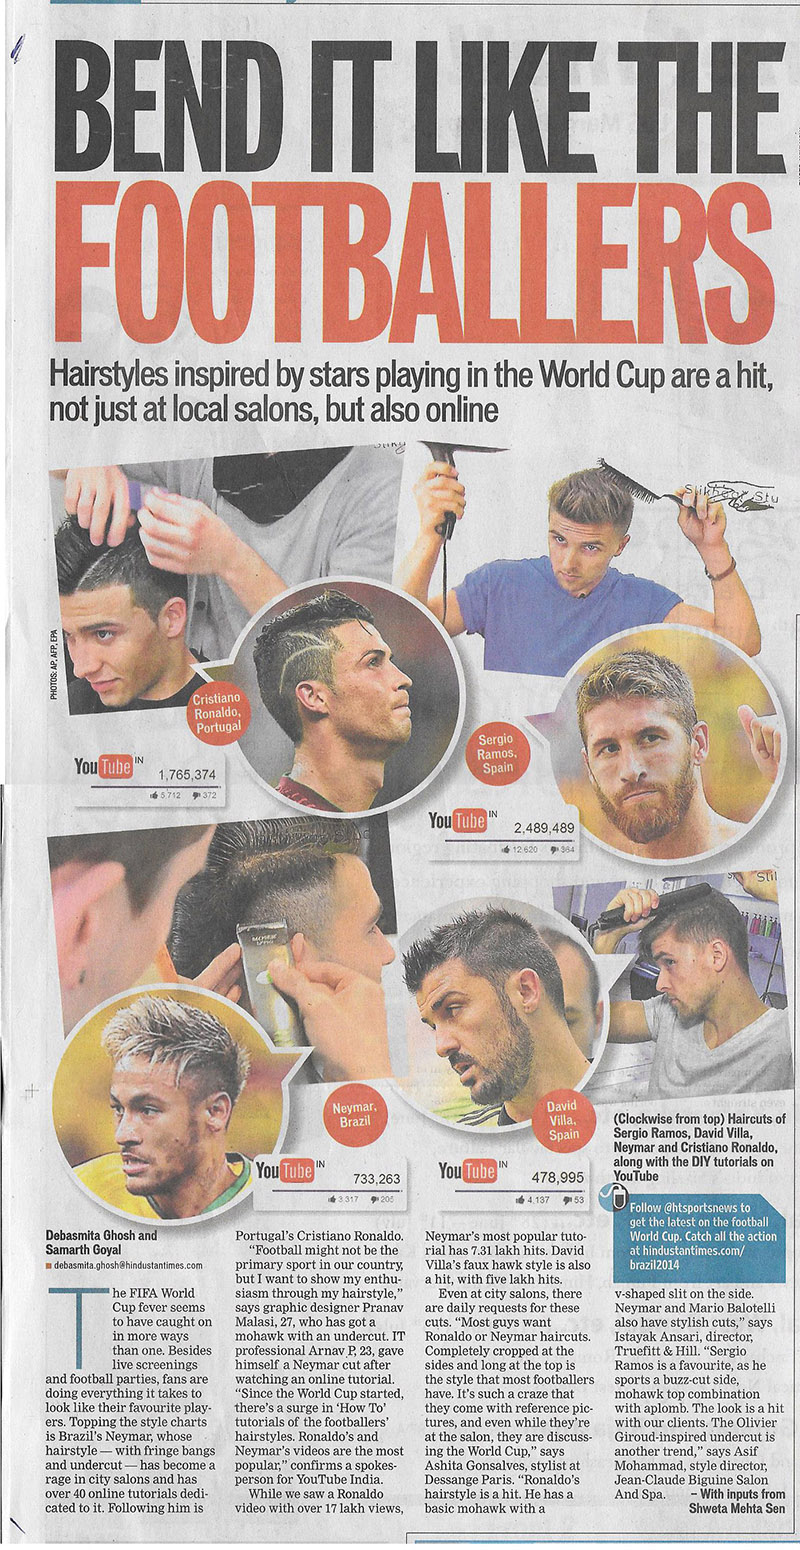 BEND IT LIKE THE
FOOTBALLERS
Hairstyles inspired by stars playing in the World Cup are a hit,
not just at local salons, but also online
PHOTOS: AP, AFP, EPA
Cristiano
Ronaldo,
Portugal
YouTube IN
1,765,374
5,712 372
Sergio
Ramos,
Spain
YouTube IN
2,489,489
12,620 364
Neymar,
Brazil
YouTube IN
733,263
3,317 205
David
Villa,
Spain
YouTube IN
478,995
4,137 53
(Clockwise from top) Haircuts of
Sergio Ramos, David Villa,
Neymar and Cristiano Ronaldo,
along with the DIY tutorials on
YouTube
Follow @htsportsnews to
get the latest on the football
World Cup. Catch all the action
at hindustantimes.com/
brazil2014
Debasmita Ghosh and
Samarth Goyal
debasmita.ghosh@hindustantimes.com
The FIFA World
Cup fever seems
to have caught on
in more ways
than one. Besides
live screenings
and football parties, fans are
doing everything it takes to
look like their favourite play-
ers. Topping the style charts
is Brazil's Neymar, whose
hairstyle — with fringe bangs
and undercut — has become a
rage in city salons and has
over 40 online tutorials dedi-
cated to it. Following him is
Portugal's Cristiano Ronaldo.
"Football might not be the
primary sport in our country,
but I want to show my enthu-
siasm through my hairstyle,"
says graphic designer Pranav
Malasi, 27, who has got a
mohawk with an undercut. IT
professional Arnav P, 23, gave
himself a Neymar cut after
watching an online tutorial.
"Since the World Cup started,
there's a surge in 'How To'
tutorials of the footballers'
hairstyles. Ronaldo's and
Neymar's videos are the most
popular," confirms a spokes-
person for YouTube India.
While we saw a Ronaldo
video with over 17 lakh views,
Neymar's most popular tuto-
rial has 7.31 lakh hits. David
Villa's faux hawk style is also
a hit, with five lakh hits.
Even at city salons, there
are daily requests for these
cuts. "Most guys want
Ronaldo or Neymar haircuts.
Completely cropped at the
sides and long at the top is
the style that most footballers
have. It's such a craze that
they come with reference pic-
tures, and even while they're
at the salon, they are discuss-
ing the World Cup," says
Ashita Gonsalves, stylist at
Dessange Paris. "Ronaldo's
hairstyle is a hit. He has a
basic mohawk with a
v-shaped slit on the side.
Neymar and Mario Balotelli
also have stylish cuts," says
Istayak Ansari, director,
Truefitt & Hill. "Sergio
Ramos is a favourite, as he
sports a buzz-cut side,
mohawk top combination
with aplomb. The look is a hit
with our clients. The Olivier
Giroud-inspired undercut is
another trend," says Asif
Mohammad, style director,
Jean-Claude Biguine Salon
And Spa. – With inputs from
Shweta Mehta Sen